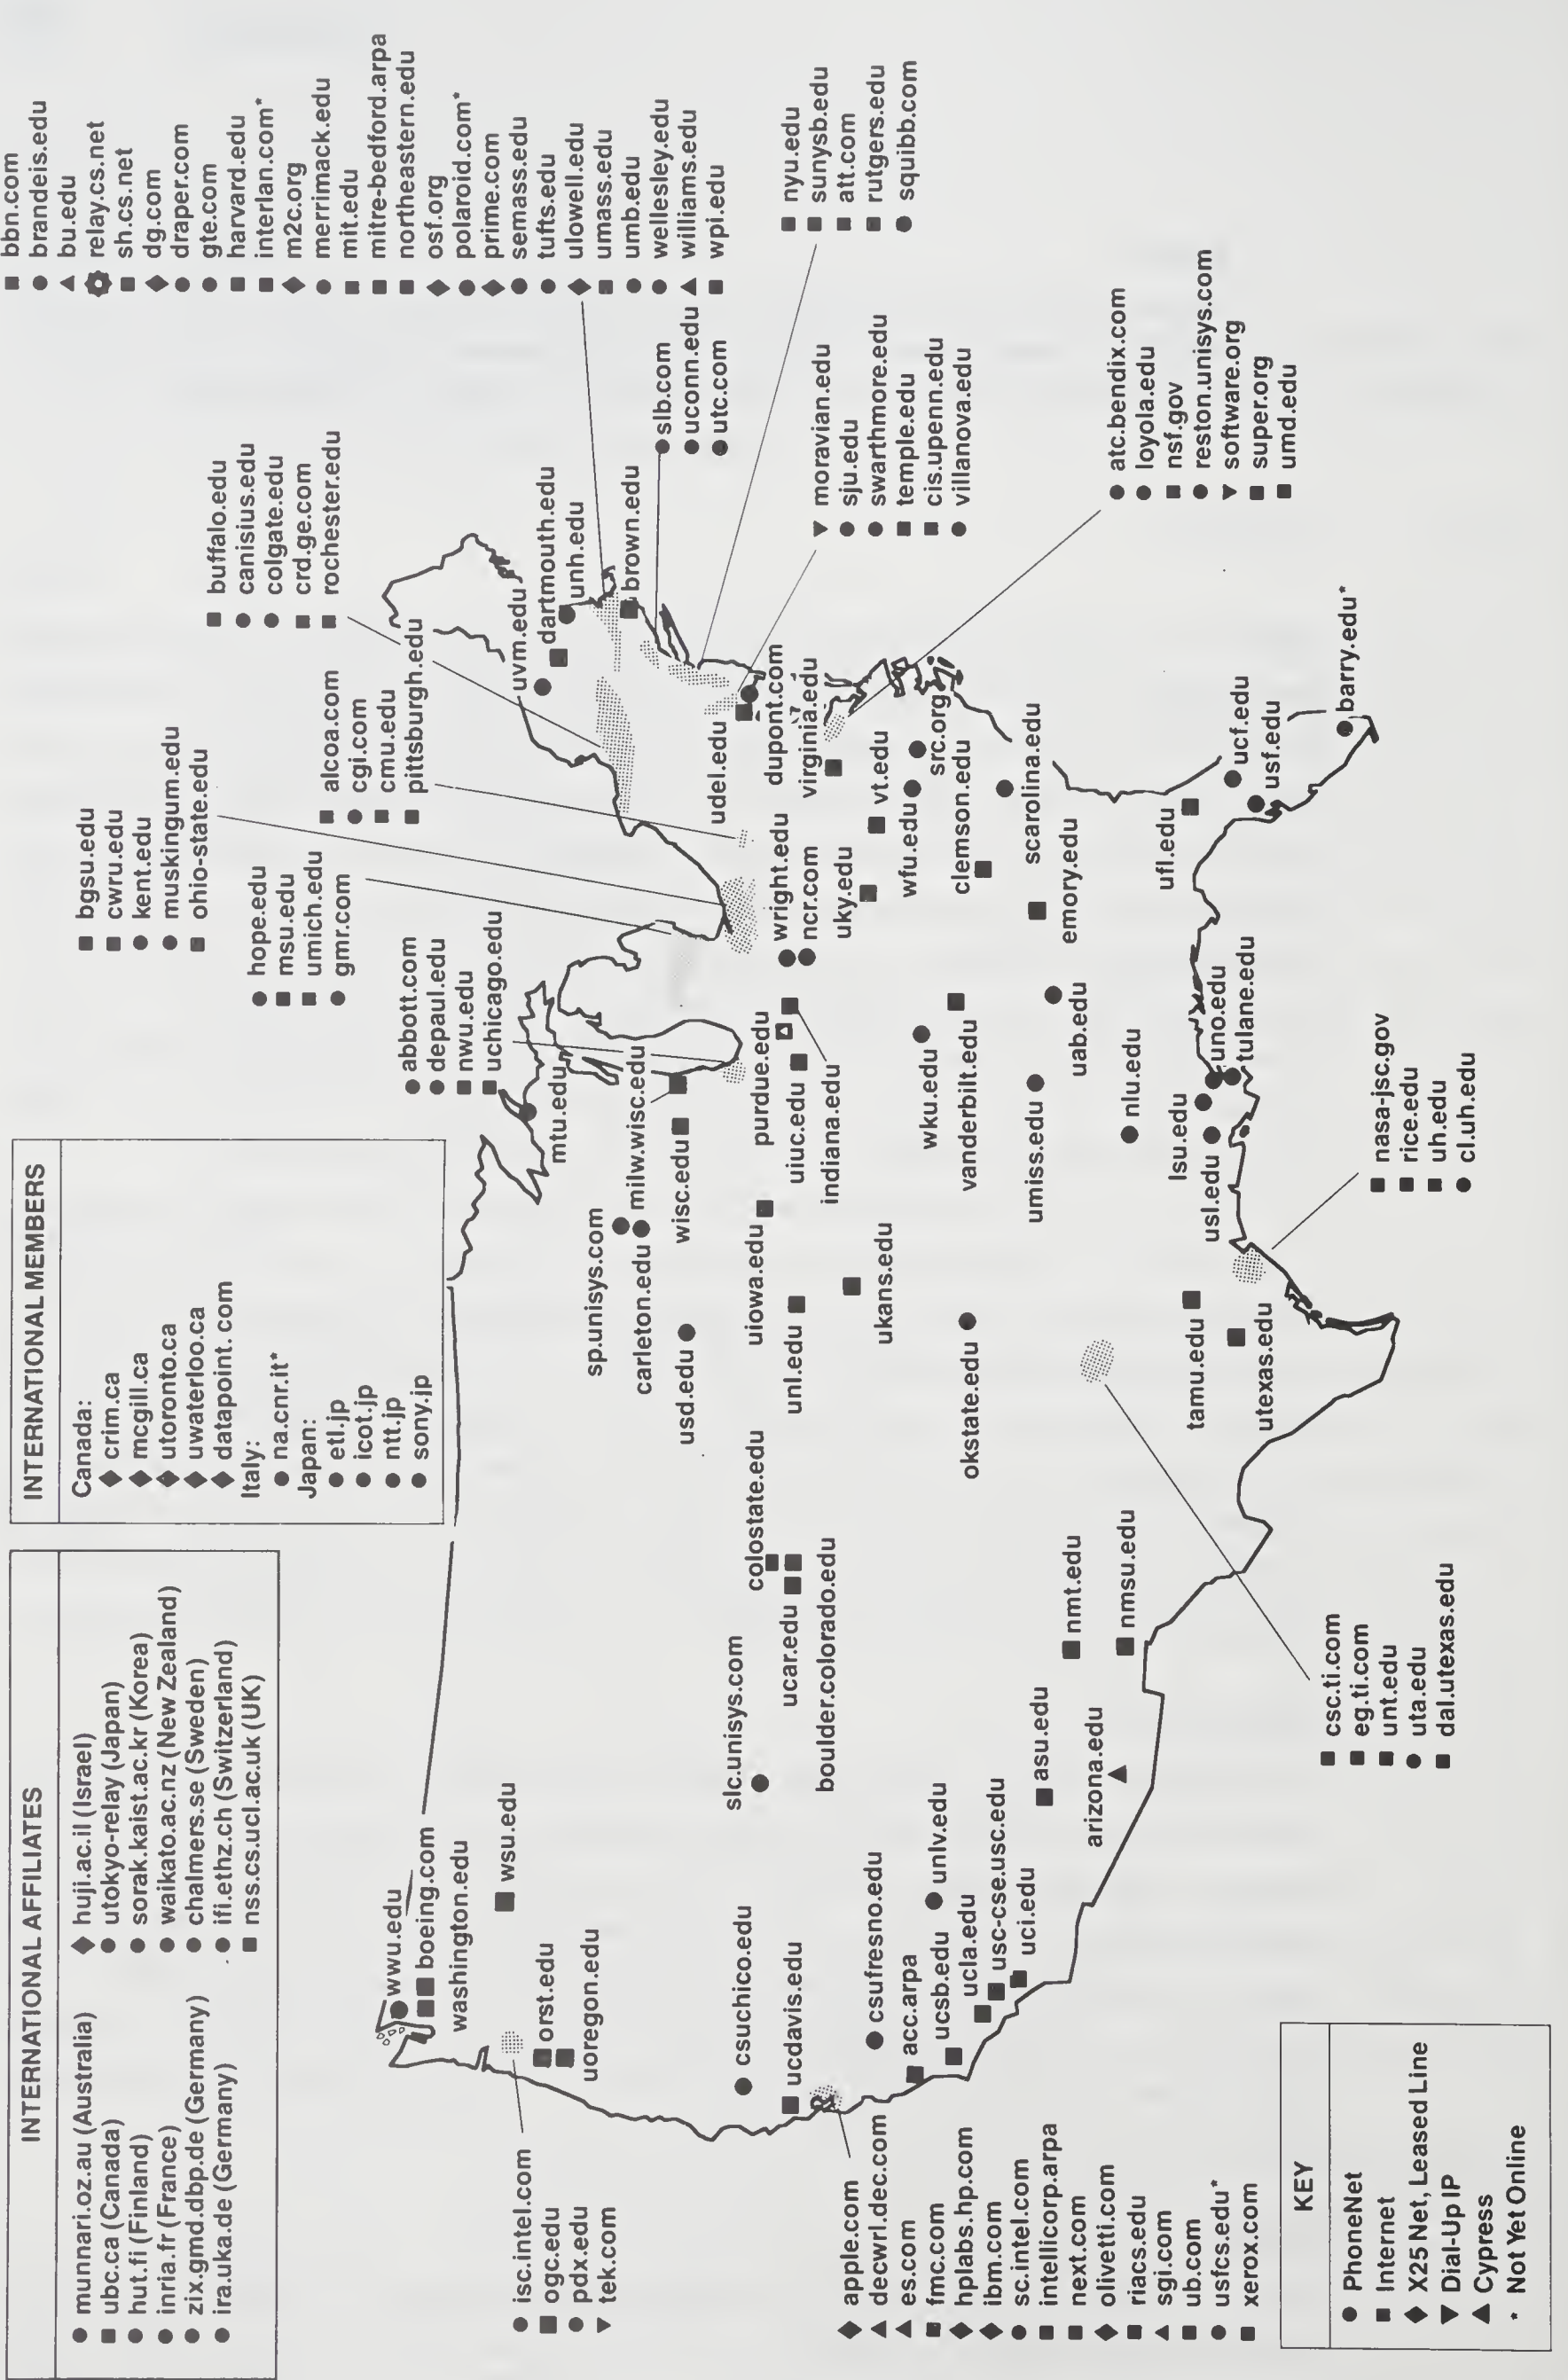 INTERNATIONAL AFFILIATES
munnari.oz.au (Australia)
ubc.ca (Canada)
hut.fi (Finland)
inria.fr (France)
zix.gmd.dbp.de (Germany)
ira.uka.de (Germany)
huji.ac.il (Israel)
utokyo-relay (Japan)
sorak.kaist.ac.kr (Korea)
waikato.ac.nz (New Zealand)
chalmers.se (Sweden)
ifi.ethz.ch (Switzerland)
nss.cs.ucl.ac.uk (UK)
INTERNATIONAL MEMBERS
Canada:
crim.ca
mcgill.ca
utoronto.ca
uwaterloo.ca
datapoint. com
Italy:
na.cnr.it*
Japan:
etl.jp
icot.jp
ntt.jp
sony.jp
bgsu.edu
cwru.edu
kent.edu
muskingum.edu
ohio-state.edu
hope.edu
msu.edu
umich.edu
gmr.com
alcoa.com
cgi.com
cmu.edu
pittsburgh.edu
abbott.com
depaul.edu
nwu.edu
uchicago.edu
buffalo.edu
canisius.edu
colgate.edu
crd.ge.com
rochester.edu
bbn.com
brandeis.edu
bu.edu
relay.cs.net
sh.cs.net
dg.com
draper.com
gte.com
harvard.edu
interlan.com*
m2c.org
merrimack.edu
mit.edu
mitre-bedford.arpa
northeastern.edu
osf.org
polaroid.com*
prime.com
semass.edu
tufts.edu
ulowell.edu
umass.edu
umb.edu
wellesley.edu
williams.edu
wpi.edu
wwu.edu
boeing.com
washington.edu
wsu.edu
isc.intel.com
ogc.edu
pdx.edu
tek.com
orst.edu
uoregon.edu
mtu.edu
sp.unisys.com
carleton.edu
milw.wisc.edu
wisc.edu
usd.edu
uvm.edu
dartmouth.edu
unh.edu
brown.edu
slb.com
uconn.edu
utc.com
nyu.edu
sunysb.edu
att.com
rutgers.edu
squibb.com
moravian.edu
sju.edu
swarthmore.edu
temple.edu
cis.upenn.edu
villanova.edu
udel.edu
dupont.com
virginia.edu
csuchico.edu
ucdavis.edu
slc.unisys.com
colostate.edu
ucar.edu
boulder.colorado.edu
uiowa.edu
unl.edu
ukans.edu
purdue.edu
uiuc.edu
indiana.edu
wright.edu
ncr.com
uky.edu
vt.edu
wfu.edu
src.org
clemson.edu
scarolina.edu
emory.edu
atc.bendix.com
loyola.edu
nsf.gov
reston.unisys.com
software.org
super.org
umd.edu
apple.com
decwrl.dec.com
es.com
fmc.com
hplabs.hp.com
ibm.com
sc.intel.com
intellicorp.arpa
next.com
olivetti.com
riacs.edu
sgi.com
ub.com
usfcs.edu*
xerox.com
csufresno.edu
acc.arpa
ucsb.edu
unlv.edu
ucla.edu
usc-cse.usc.edu
uci.edu
asu.edu
arizona.edu
nmt.edu
nmsu.edu
okstate.edu
wku.edu
vanderbilt.edu
umiss.edu
uab.edu
nlu.edu
lsu.edu
usl.edu
uno.edu
tulane.edu
tamu.edu
utexas.edu
ufl.edu
ucf.edu
usf.edu
barry.edu*
csc.ti.com
eg.ti.com
unt.edu
uta.edu
dal.utexas.edu
nasa-jsc.gov
rice.edu
uh.edu
cl.uh.edu
KEY
PhoneNet
Internet
X25 Net, Leased Line
Dial-Up IP
Cypress
* Not Yet Online